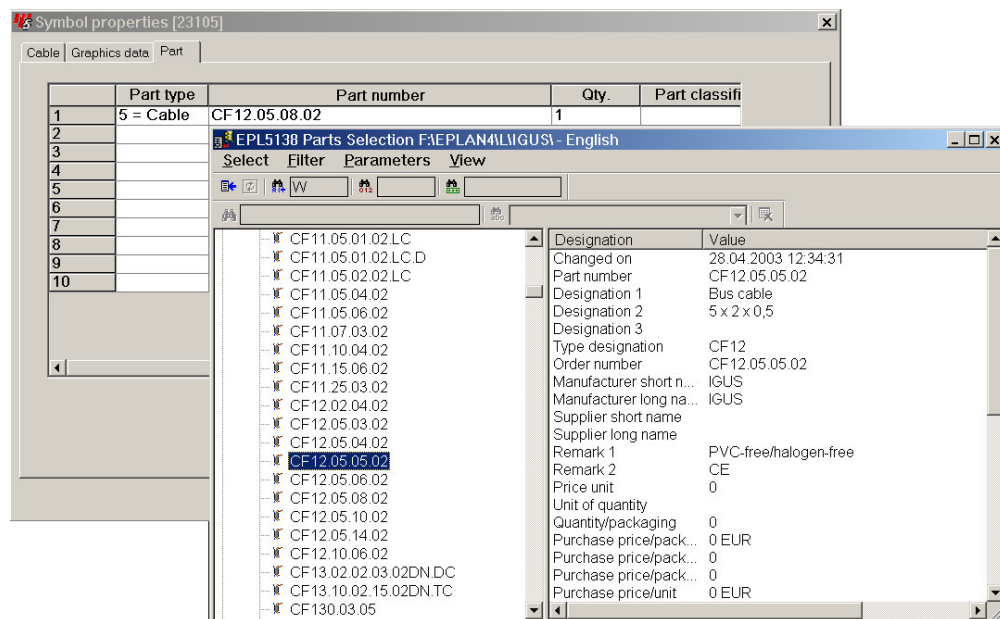 Symbol properties [23105]
Cable Graphics data Part
Part type Part number Qty. Part classifi
1 5 = Cable CF12.05.08.02 1
2
3
4
5
6
7
8
9
10
EPL5138 Parts Selection F:\EPLAN4\L\IGUS\ - English
Select Filter Parameters View
W
CF11.05.01.02.LC
CF11.05.01.02.LC.D
CF11.05.02.02.LC
CF11.05.04.02
CF11.05.06.02
CF11.07.03.02
CF11.10.04.02
CF11.15.06.02
CF11.25.03.02
CF12.02.04.02
CF12.05.03.02
CF12.05.04.02
CF12.05.05.02
CF12.05.06.02
CF12.05.08.02
CF12.05.10.02
CF12.05.14.02
CF12.10.06.02
CF13.02.02.03.02DN.DC
CF13.10.02.15.02DN.TC
CF130.03.05
Designation Value
Changed on 28.04.2003 12:34:31
Part number CF12.05.05.02
Designation 1 Bus cable
Designation 2 5 x 2 x 0,5
Designation 3
Type designation CF12
Order number CF12.05.05.02
Manufacturer short n... IGUS
Manufacturer long na... IGUS
Supplier short name
Supplier long name
Remark 1 PVC-free/halogen-free
Remark 2 CE
Price unit 0
Unit of quantity
Quantity/packaging 0
Purchase price/pack... 0 EUR
Purchase price/pack... 0
Purchase price/pack... 0
Purchase price/unit 0 EUR